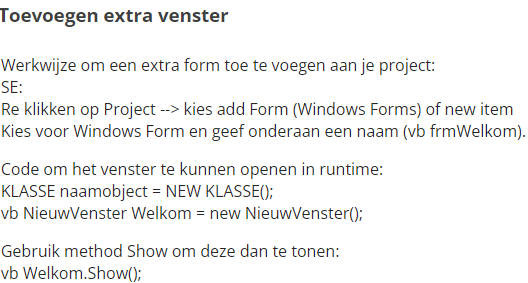 Toevoegen extra venster
Werkwijze om een extra form toe te voegen aan je project:
SE:
Re klikken op Project --> kies add Form (Windows Forms) of new item
Kies voor Windows Form en geef onderaan een naam (vb frmWelkom).
Code om het venster te kunnen openen in runtime:
KLASSE naamobject = NEW KLASSE();
vb NieuwVenster Welkom = new NieuwVenster();
Gebruik method Show om deze dan te tonen:
vb Welkom.Show();